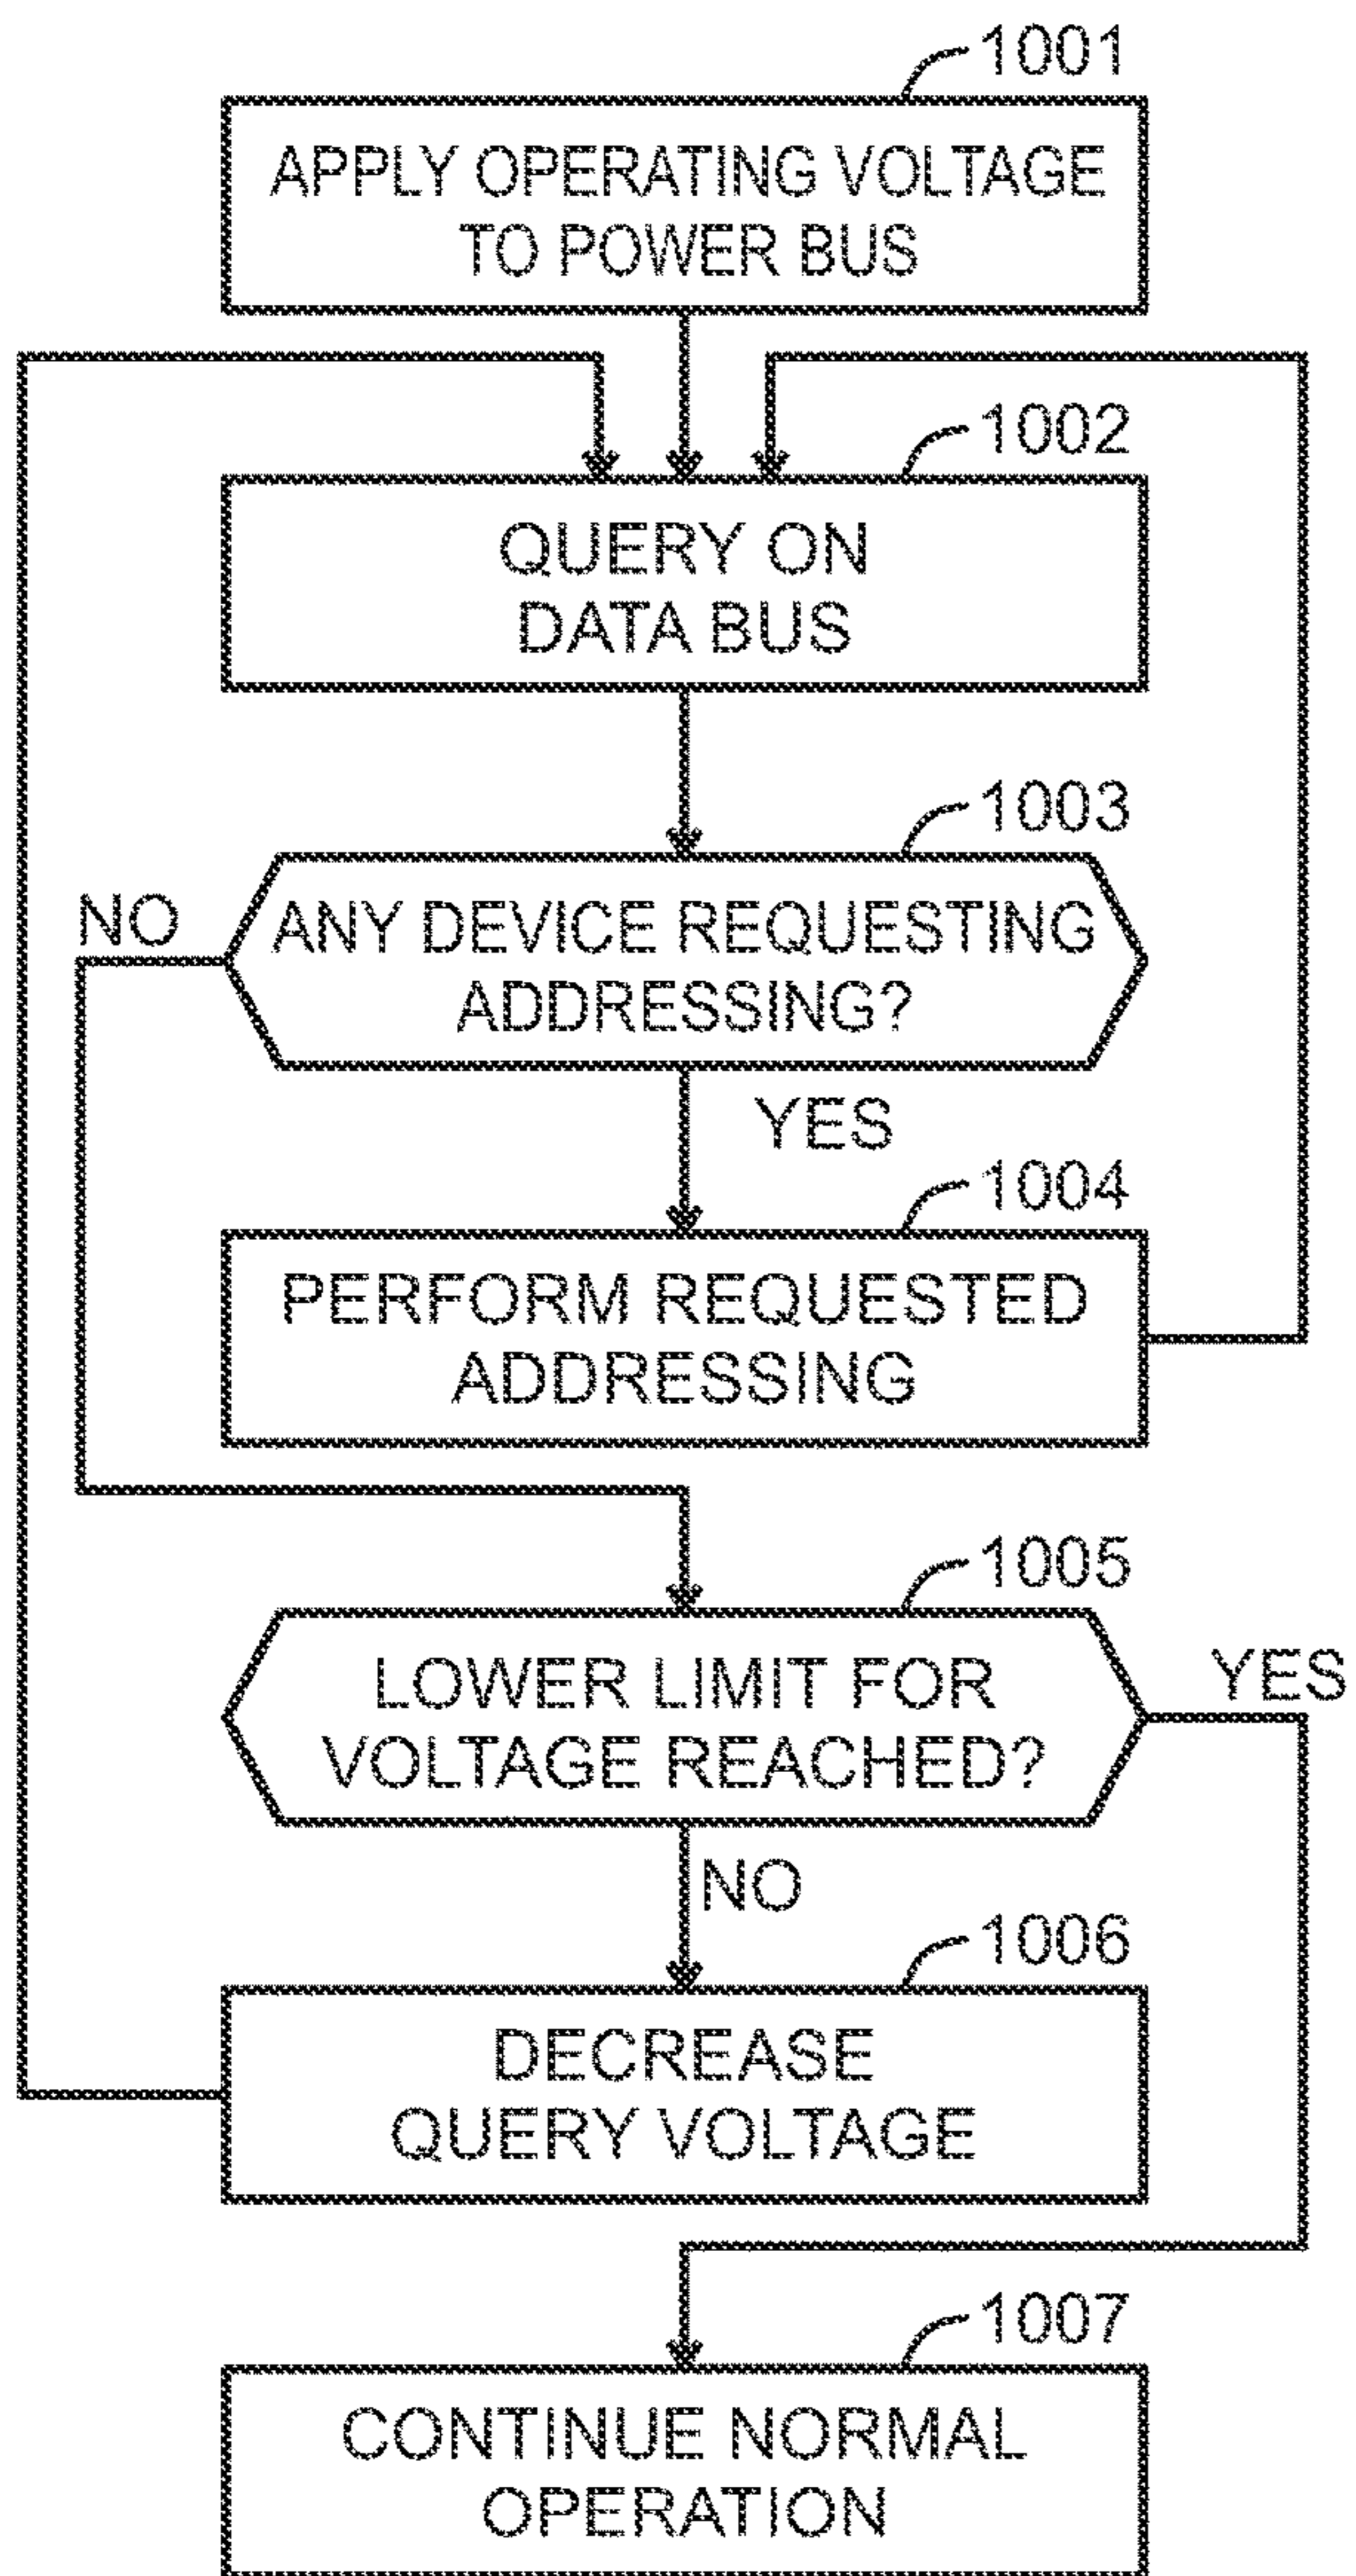 1001
APPLY OPERATING VOLTAGE
TO POWER BUS
1002
QUERY ON
DATA BUS
1003
NO
ANY DEVICE REQUESTING
ADDRESSING?
YES
1004
PERFORM REQUESTED
ADDRESSING
1005
LOWER LIMIT FOR
VOLTAGE REACHED?
YES
NO
1006
DECREASE
QUERY VOLTAGE
1007
CONTINUE NORMAL
OPERATION